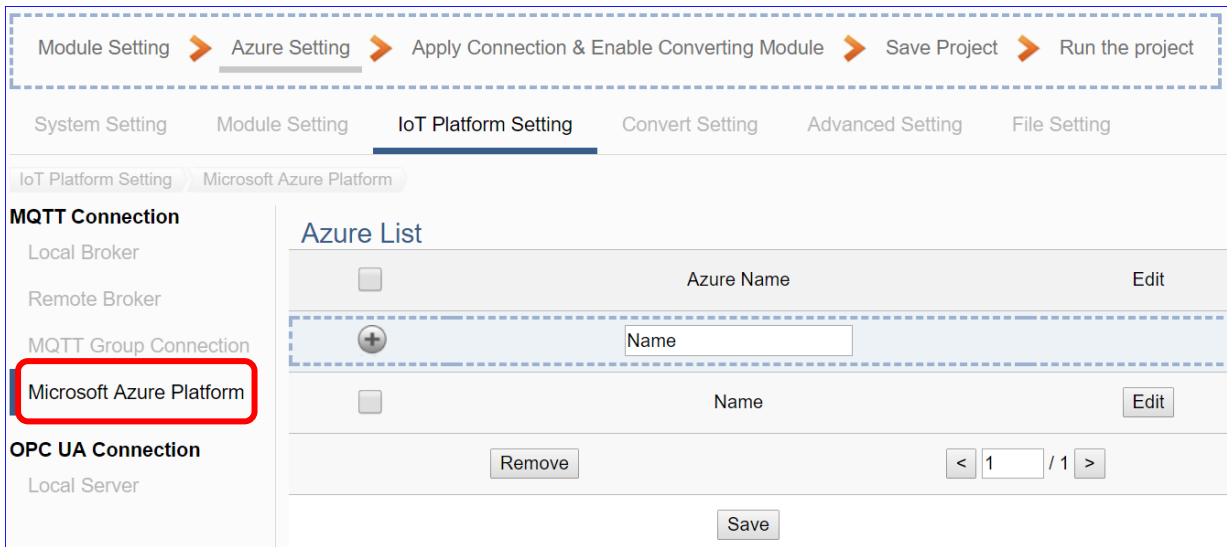 Module Setting Azure Setting Apply Connection & Enable Converting Module Save Project Run the project
System Setting Module Setting IoT Platform Setting Convert Setting Advanced Setting File Setting
IoT Platform Setting Microsoft Azure Platform
MQTT Connection
Local Broker
Remote Broker
MQTT Group Connection
Microsoft Azure Platform
OPC UA Connection
Local Server
Azure List
Azure Name Edit
Name
Name Edit
Remove < 1 / 1 >
Save